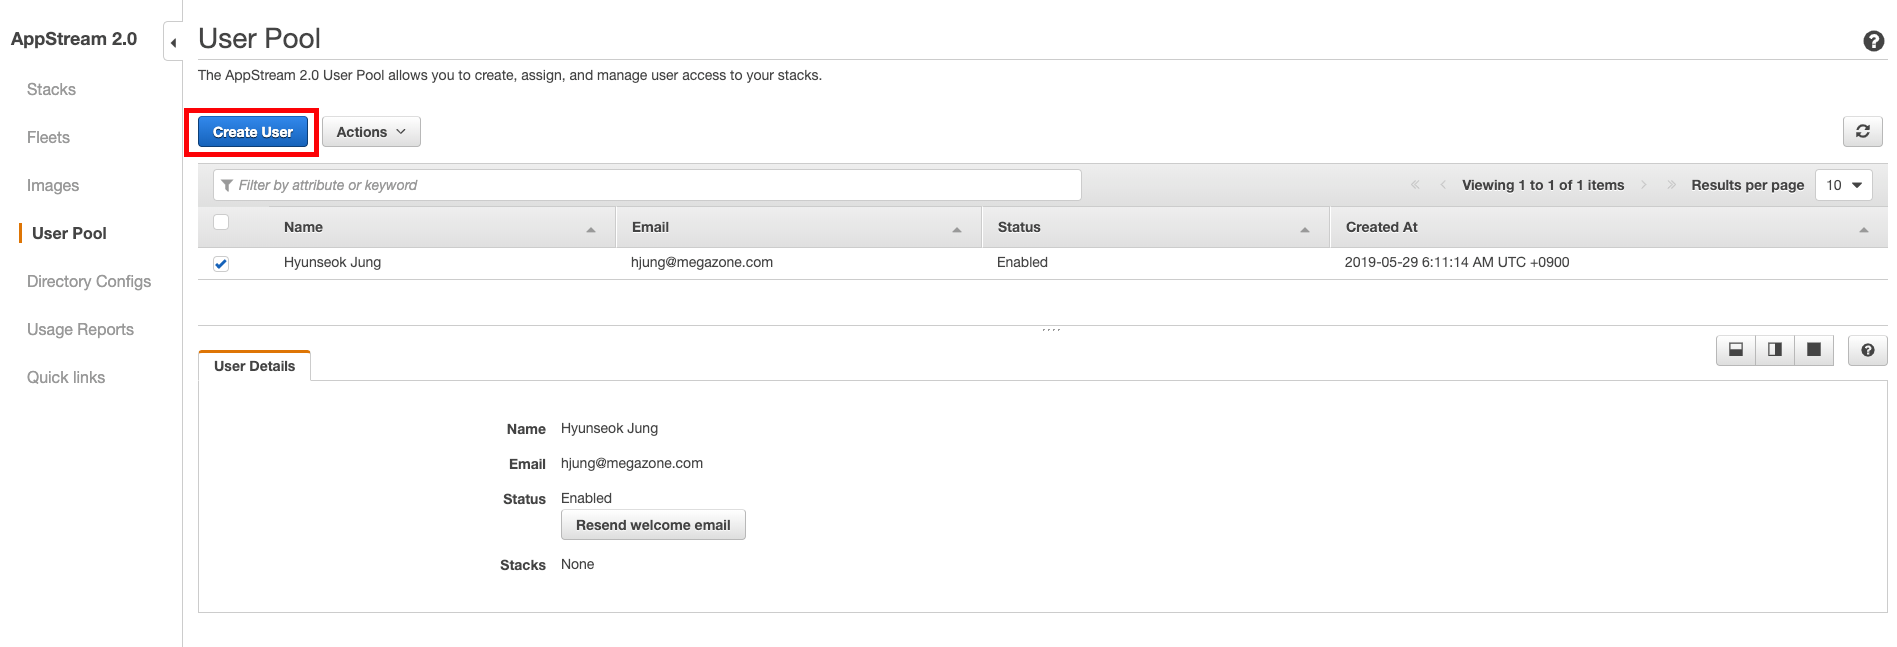 AppStream 2.0
Stacks
Fleets
Images
User Pool
Directory Configs
Usage Reports
Quick links
User Pool
The AppStream 2.0 User Pool allows you to create, assign, and manage user access to your stacks.
Create User Actions
Filter by attribute or keyword Viewing 1 to 1 of 1 items Results per page 10
Name Email Status Created At
Hyunseok Jung hjung@megazone.com Enabled 2019-05-29 6:11:14 AM UTC +0900
User Details
Name Hyunseok Jung
Email hjung@megazone.com
Status Enabled
Resend welcome email
Stacks None